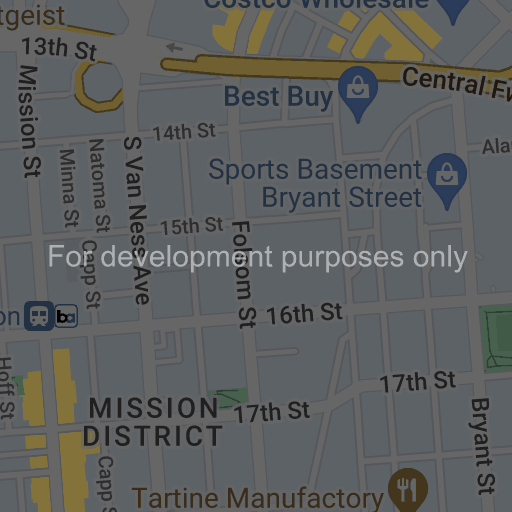 Costco Wholesale
tgeist
13th St
Central Fw
Best Buy
Mission St
14th St
Ala
Minna St
Natoma St
S Van Ness Ave
Sports Basement
Bryant Street
15th St
Folsom St
For development purposes only
Capp St
on
16th St
Hoff St
17th St
MISSION
DISTRICT
17th St
Bryant St
Capp S
Tartine Manufactory